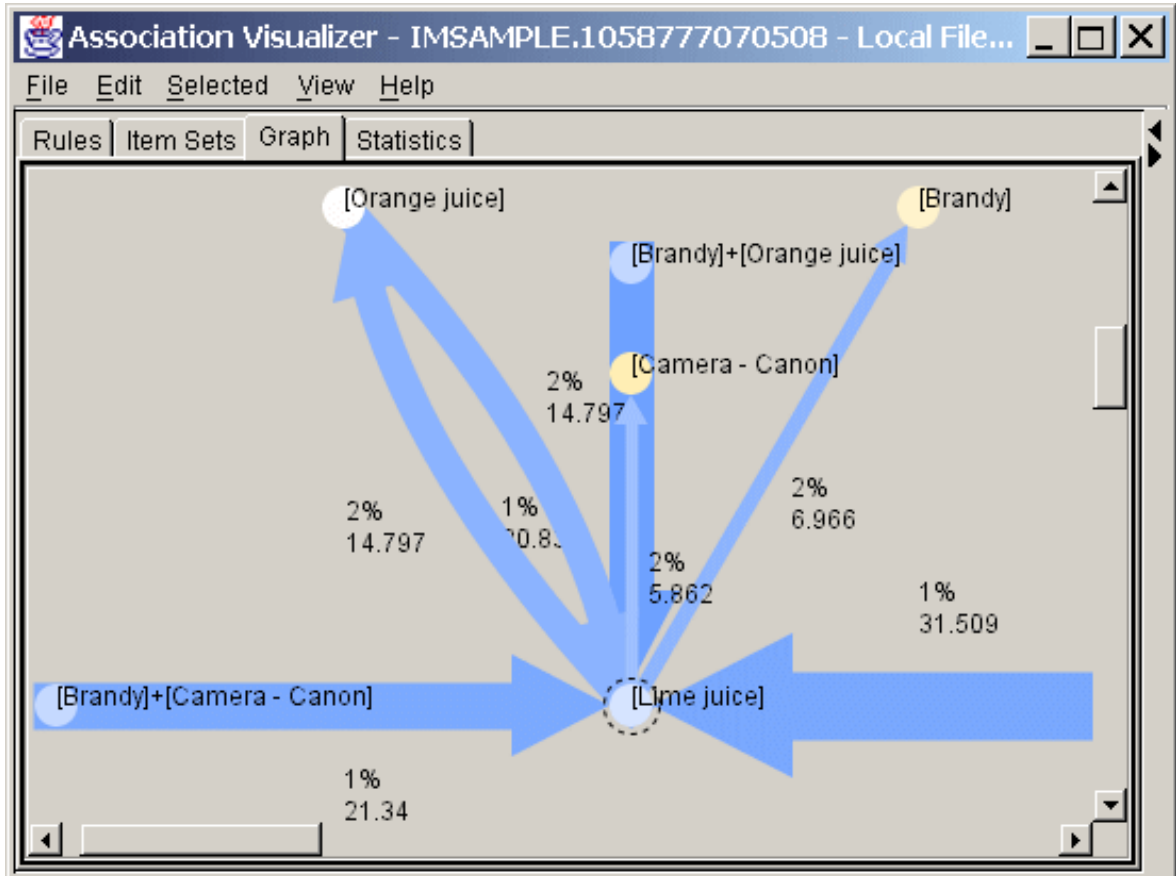 Association Visualizer - IMSAMPLE.1058777070508 - Local File...
File Edit Selected View Help
Rules Item Sets Graph Statistics
[Orange juice]
[Brandy]
[Brandy]+[Orange juice]
[Camera - Canon]
2%
14.797
2%
6.966
2%
14.797
1%
2%
5.862
1%
31.509
[Brandy]+[Camera - Canon]
[Lime juice]
1%
21.34